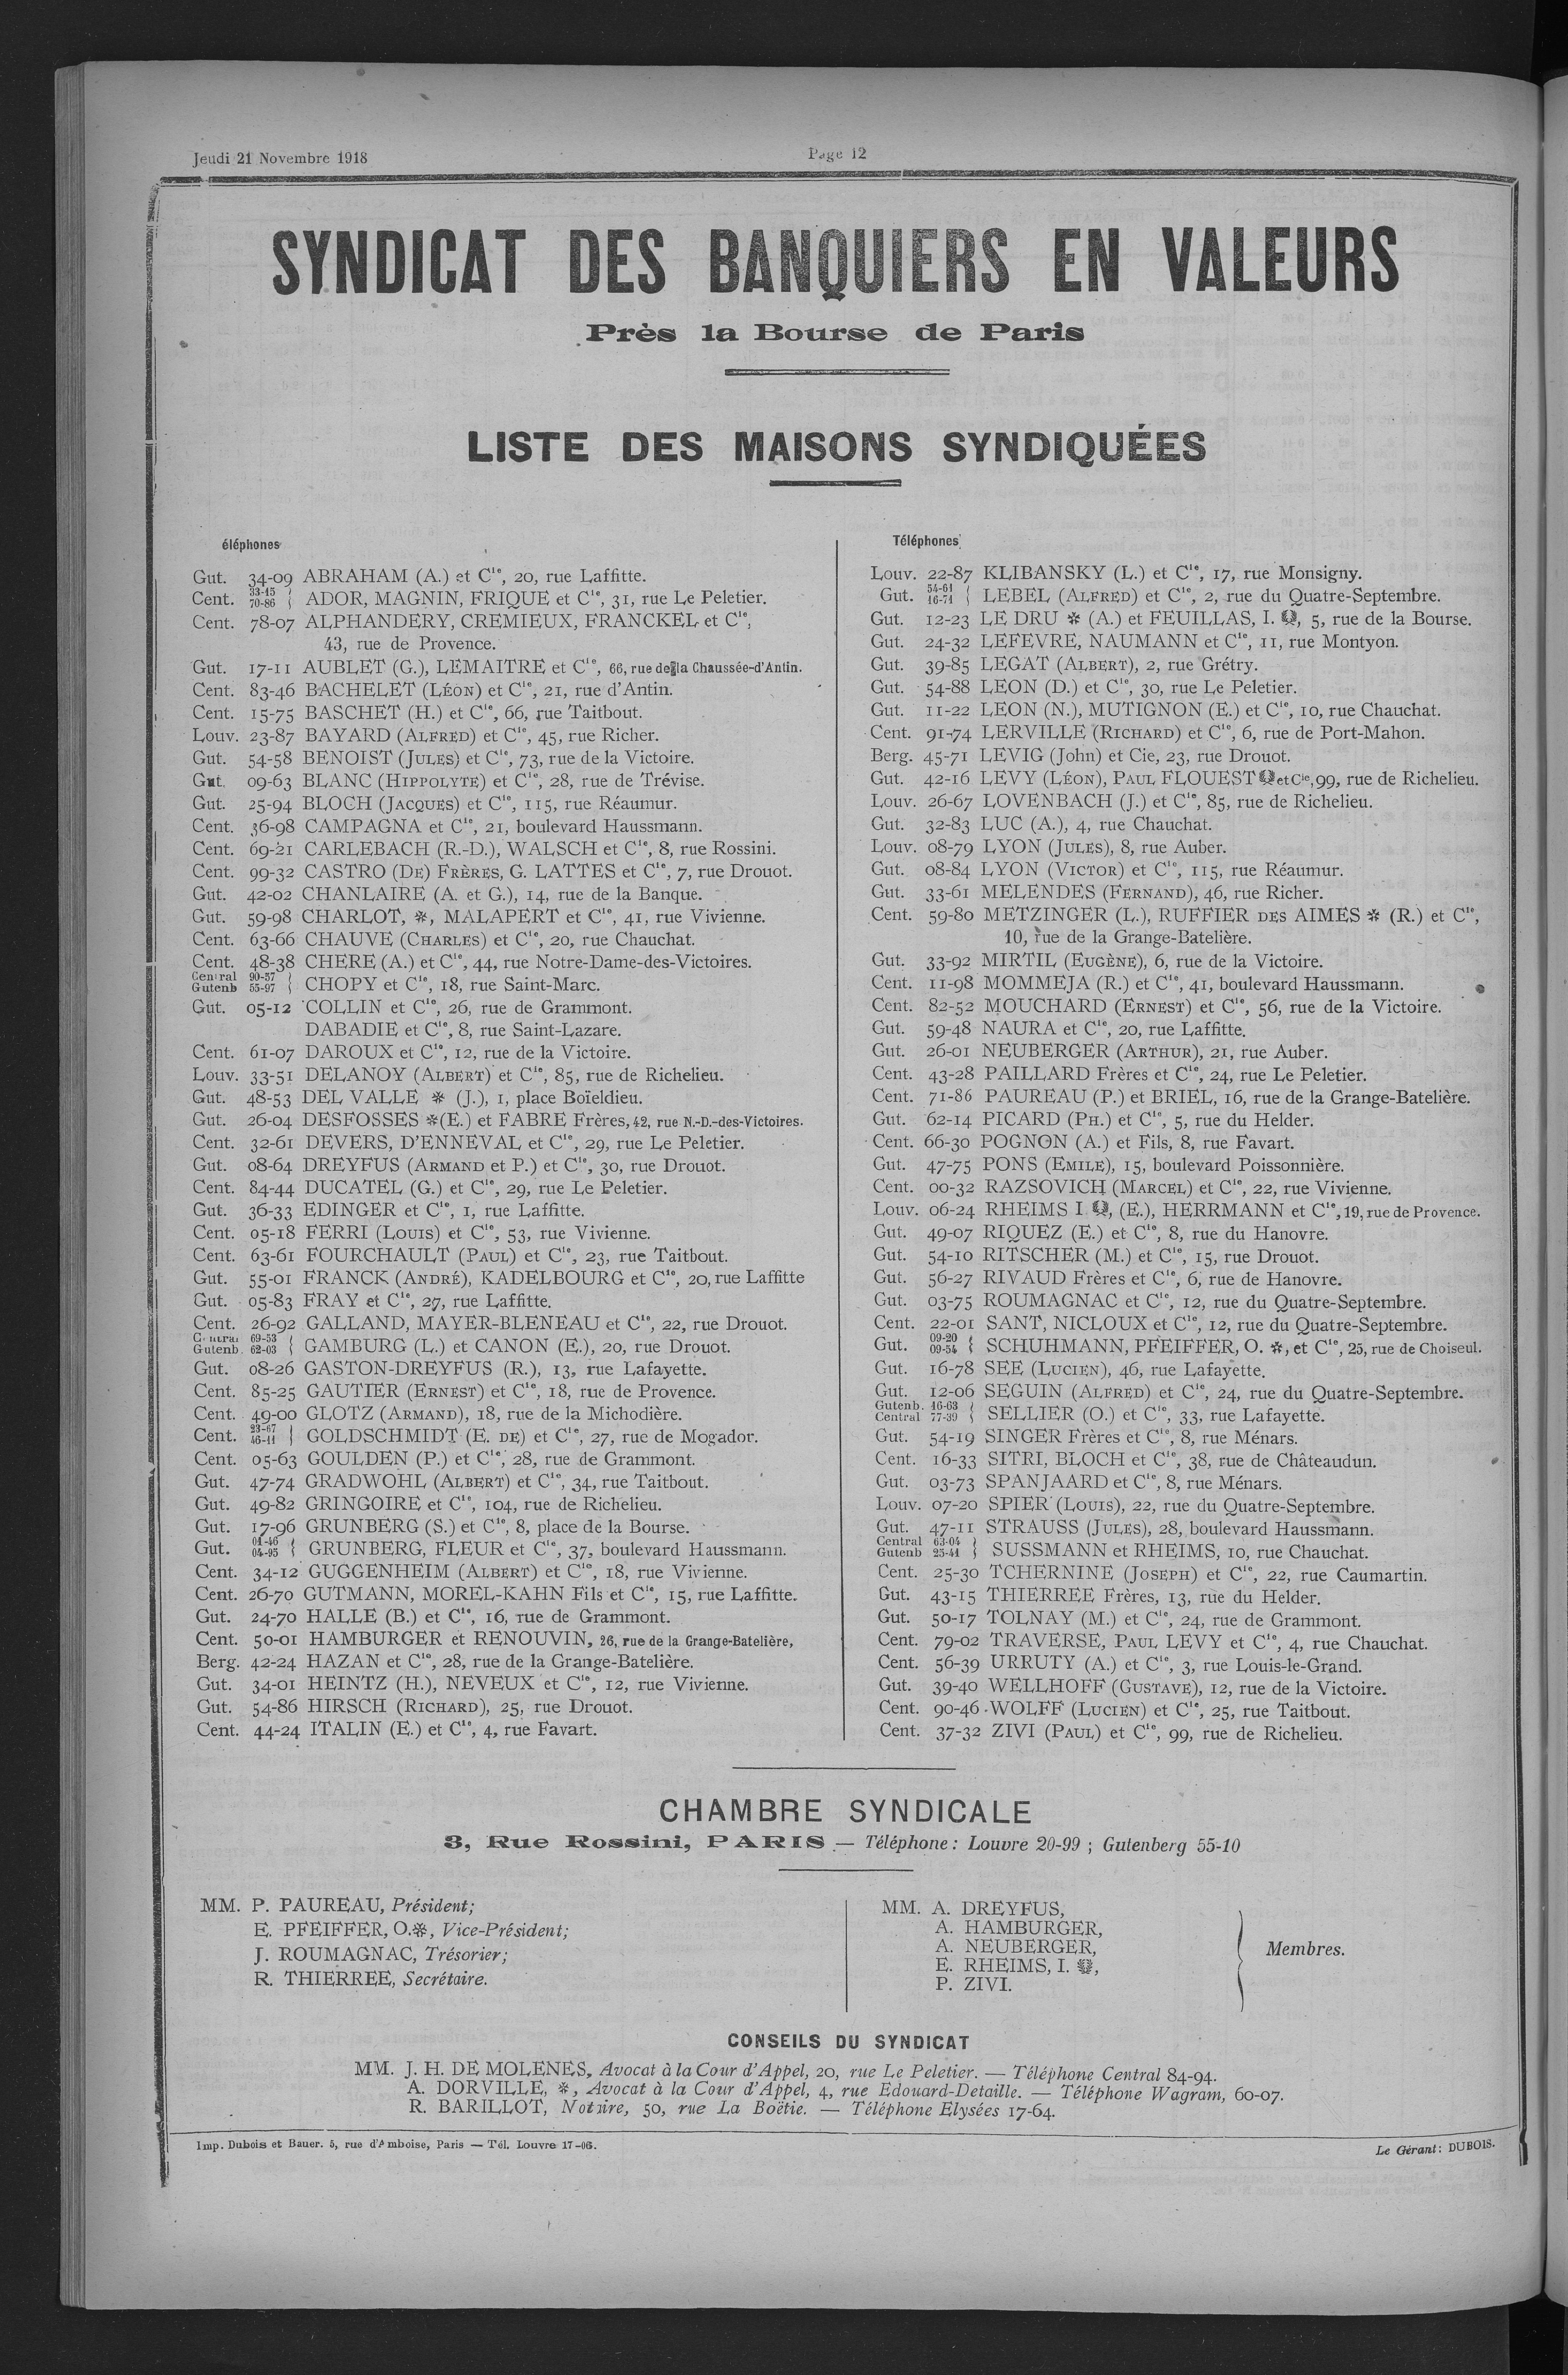 Jeudi 21 Novembre 1918
Page 12
SYNDICAT DES BANQUIERS EN VALEURS
Près la Bourse de Paris
LISTE DES MAISONS SYNDIQUÉES
éléphones
Gut. 34-09 ABRAHAM (A.) et Cie, 20, rue Laffitte.
Cent. 33-15 70-86 { ADOR, MAGNIN, FRIQUE et Cie, 31, rue Le Peletier.
Cent. 78-07 ALPHANDERY, CREMIEUX, FRANCKEL et Cie,
43, rue de Provence.
Gut. 17-11 AUBLET (G.), LEMAITRE et Cie, 66, rue de la Chaussée-d'Antin.
Cent. 83-46 BACHELET (LÉON) et Cie, 21, rue d'Antin.
Cent. 15-75 BASCHET (H.) et Cie, 66, rue Taitbout.
Louv. 23-87 BAYARD (ALFRED) et Cie, 45, rue Richer.
Gut. 54-58 BENOIST (JULES) et Cie, 73, rue de la Victoire.
Gut. 09-63 BLANC (HIPPOLYTE) et Cie, 28, rue de Trévise.
Gut. 25-94 BLOCH (JACQUES) et Cie, 115, rue Réaumur.
Cent. 36-98 CAMPAGNA et Cie, 21, boulevard Haussmann.
Cent. 69-21 CARLEBACH (R.-D.), WALSCH et Cie, 8, rue Rossini.
Cent. 99-32 CASTRO (DE) FRÈRES, G. LATTES et Cie, 7, rue Drouot.
Gut. 42-02 CHANLAIRE (A. et G.), 14, rue de la Banque.
Gut. 59-98 CHARLOT, ✻, MALAPERT et Cie, 41, rue Vivienne.
Cent. 63-66 CHAUVE (CHARLES) et Cie, 20, rue Chauchat.
Cent. 48-38 CHERE (A.) et Cie, 44, rue Notre-Dame-des-Victoires.
Central 90-57 Gutenb 55-97 { CHOPY et Cie, 18, rue Saint-Marc.
Gut. 05-12 COLLIN et Cie, 26, rue de Grammont.
DABADIE et Cie, 8, rue Saint-Lazare.
Cent. 61-07 DAROUX et Cie, 12, rue de la Victoire.
Louv. 33-51 DELANOY (ALBERT) et Cie, 85, rue de Richelieu.
Gut. 48-53 DEL VALLE ✻ (J.), 1, place Boïeldieu.
Gut. 26-04 DESFOSSES ✻(E.) et FABRE Frères, 42, rue N.-D.-des-Victoires.
Cent. 32-61 DEVERS, D'ENNEVAL et Cie, 29, rue Le Peletier.
Gut. 08-64 DREYFUS (ARMAND et P.) et Cie, 30, rue Drouot.
Cent. 84-44 DUCATEL (G.) et Cie, 29, rue Le Peletier.
Gut. 36-33 EDINGER et Cie, 1, rue Laffitte.
Cent. 05-18 FERRI (LOUIS) et Cie, 53, rue Vivienne.
Cent. 63-61 FOURCHAULT (PAUL) et Cie, 23, rue Taitbout.
Gut. 55-01 FRANCK (ANDRÉ), KADELBOURG et Cie, 20, rue Laffitte
Gut. 05-83 FRAY et Cie, 27, rue Laffitte.
Cent. 26-92 GALLAND, MAYER-BLENEAU et Cie, 22, rue Drouot.
Central 69-53 Gutenb. 62-03 { GAMBURG (L.) et CANON (E.), 20, rue Drouot.
Gut. 08-26 GASTON-DREYFUS (R.), 13, rue Lafayette.
Cent. 85-25 GAUTIER (ERNEST) et Cie, 18, rue de Provence.
Cent. 49-00 GLOTZ (ARMAND), 18, rue de la Michodière.
Cent. 23-67 46-11 { GOLDSCHMIDT (E. DE) et Cie, 27, rue de Mogador.
Cent. 05-63 GOULDEN (P.) et Cie, 28, rue de Grammont.
Gut. 47-74 GRADWOHL (ALBERT) et Cie, 34, rue Taitbout.
Gut. 49-82 GRINGOIRE et Cie, 104, rue de Richelieu.
Gut. 17-96 GRUNBERG (S.) et Cie, 8, place de la Bourse.
Gut. 01-46 04-95 { GRUNBERG, FLEUR et Cie, 37, boulevard Haussmann.
Cent. 34-12 GUGGENHEIM (ALBERT) et Cie, 18, rue Vivienne.
Cent. 26-70 GUTMANN, MOREL-KAHN Fils et Cie, 15, rue Laffitte.
Gut. 24-70 HALLE (B.) et Cie, 16, rue de Grammont.
Cent. 50-01 HAMBURGER et RENOUVIN, 26, rue de la Grange-Batelière,
Berg. 42-24 HAZAN et Cie, 28, rue de la Grange-Batelière.
Gut. 34-01 HEINTZ (H.), NEVEUX et Cie, 12, rue Vivienne.
Gut. 54-86 HIRSCH (RICHARD), 25, rue Drouot.
Cent. 44-24 ITALIN (E.) et Cie, 4, rue Favart.
Téléphones
Louv. 22-87 KLIBANSKY (L.) et Cie, 17, rue Monsigny.
Gut. 54-61 16-71 { LEBEL (ALFRED) et Cie, 2, rue du Quatre-Septembre.
Gut. 12-23 LE DRU ✻ (A.) et FEUILLAS, I. 🏵, 5, rue de la Bourse.
Gut. 24-32 LEFEVRE, NAUMANN et Cie, 11, rue Montyon.
Gut. 39-85 LEGAT (ALBERT), 2, rue Grétry.
Gut. 54-88 LEON (D.) et Cie, 30, rue Le Peletier.
Gut. 11-22 LEON (N.), MUTIGNON (E.) et Cie, 10, rue Chauchat.
Cent. 91-74 LERVILLE (RICHARD) et Cie, 6, rue de Port-Mahon.
Berg. 45-71 LEVIG (John) et Cie, 23, rue Drouot.
Gut. 42-16 LEVY (LÉON), PAUL FLOUEST 🏵 et Cie, 99, rue de Richelieu.
Louv. 26-67 LOVENBACH (J.) et Cie, 85, rue de Richelieu.
Gut. 32-83 LUC (A.), 4, rue Chauchat.
Louv. 08-79 LYON (JULES), 8, rue Auber.
Gut. 08-84 LYON (VICTOR) et Cie, 115, rue Réaumur.
Gut. 33-61 MELENDES (FERNAND), 46, rue Richer.
Cent. 59-80 METZINGER (L.), RUFFIER DES AIMES ✻ (R.) et Cie,
10, rue de la Grange-Batelière.
Gut. 33-92 MIRTIL (EUGÈNE), 6, rue de la Victoire.
Cent. 11-98 MOMMEJA (R.) et Cie, 41, boulevard Haussmann.
Cent. 82-52 MOUCHARD (ERNEST) et Cie, 56, rue de la Victoire.
Gut. 59-48 NAURA et Cie, 20, rue Laffitte.
Gut. 26-01 NEUBERGER (ARTHUR), 21, rue Auber.
Cent. 43-28 PAILLARD Frères et Cie, 24, rue Le Peletier.
Cent. 71-86 PAUREAU (P.) et BRIEL, 16, rue de la Grange-Batelière.
Gut. 62-14 PICARD (PH.) et Cie, 5, rue du Helder.
Cent. 66-30 POGNON (A.) et Fils, 8, rue Favart.
Gut. 47-75 PONS (EMILE), 15, boulevard Poissonnière.
Cent. 00-32 RAZSOVICH (MARCEL) et Cie, 22, rue Vivienne.
Louv. 06-24 RHEIMS I. 🏵, (E.), HERRMANN et Cie, 19, rue de Provence.
Gut. 49-07 RIQUEZ (E.) et Cie, 8, rue du Hanovre.
Gut. 54-10 RITSCHER (M.) et Cie, 15, rue Drouot.
Gut. 56-27 RIVAUD Frères et Cie, 6, rue de Hanovre.
Gut. 03-75 ROUMAGNAC et Cie, 12, rue du Quatre-Septembre.
Cent. 22-01 SANT, NICLOUX et Cie, 12, rue du Quatre-Septembre.
Gut. 09-20 09-54 { SCHUHMANN, PFEIFFER, O. ✻, et Cie, 25, rue de Choiseul.
Gut. 16-78 SEE (LUCIEN), 46, rue Lafayette.
Gut. 12-06 SEGUIN (ALFRED) et Cie, 24, rue du Quatre-Septembre.
Gutenb. 16-63 Central 77-39 { SELLIER (O.) et Cie, 33, rue Lafayette.
Gut. 54-19 SINGER Frères et Cie, 8, rue Ménars.
Cent. 16-33 SITRI, BLOCH et Cie, 38, rue de Châteaudun.
Gut. 03-73 SPANJAARD et Cie, 8, rue Ménars.
Louv. 07-20 SPIER (LOUIS), 22, rue du Quatre-Septembre.
Gut. 47-11 STRAUSS (JULES), 28, boulevard Haussmann.
Central 63-04 Gutenb 25-41 } SUSSMANN et RHEIMS, 10, rue Chauchat.
Cent. 25-30 TCHERNINE (JOSEPH) et Cie, 22, rue Caumartin.
Gut. 43-15 THIERREE Frères, 13, rue du Helder.
Gut. 50-17 TOLNAY (M.) et Cie, 24, rue de Grammont.
Cent. 79-02 TRAVERSE, PAUL LEVY et Cie, 4, rue Chauchat.
Cent. 56-39 URRUTY (A.) et Cie, 3, rue Louis-le-Grand.
Gut. 39-40 WELLHOFF (GUSTAVE), 12, rue de la Victoire.
Cent. 90-46 WOLFF (LUCIEN) et Cie, 25, rue Taitbout.
Cent. 37-32 ZIVI (PAUL) et Cie, 99, rue de Richelieu.
CHAMBRE SYNDICALE
3, Rue Rossini, PARIS — Téléphone : Louvre 20-99 ; Gutenberg 55-10
MM. P. PAUREAU, Président;
E. PFEIFFER, O.✻, Vice-Président;
J. ROUMAGNAC, Trésorier;
R. THIERREE, Secrétaire.
MM. A. DREYFUS,
A. HAMBURGER,
A. NEUBERGER,
E. RHEIMS, I. 🏵,
P. ZIVI.
Membres.
CONSEILS DU SYNDICAT
MM. J. H. DE MOLENES, Avocat à la Cour d'Appel, 20, rue Le Peletier. — Téléphone Central 84-94.
A. DORVILLE, ✻, Avocat à la Cour d'Appel, 4, rue Edouard-Detaille. — Téléphone Wagram, 60-07.
R. BARILLOT, Notaire, 50, rue La Boëtie. — Téléphone Elysées 17-64.
Imp. Dubois et Bauer. 5, rue d'Amboise, Paris — Tél. Louvre 17-06.
Le Gérant : DUBOIS.